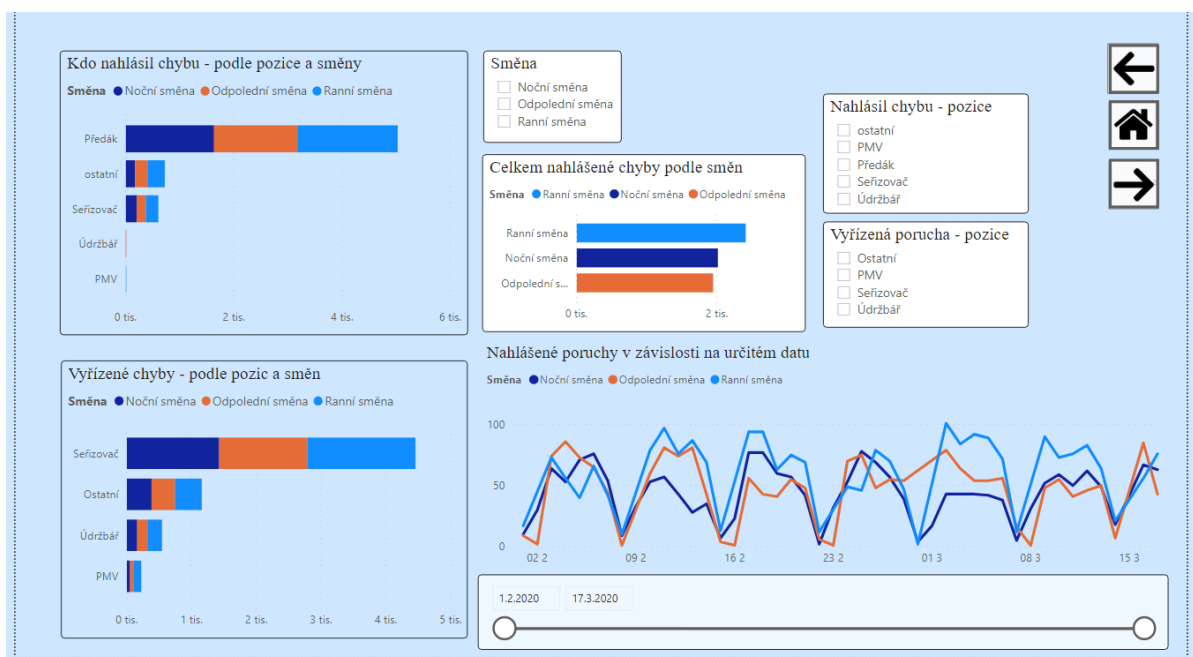 Kdo nahlásil chybu - podle pozice a směny
Směna Noční směna Odpolední směna Ranní směna
Předák
ostatní
Seřizovač
Údržbář
PMV
0 tis. 2 tis. 4 tis. 6 tis.
Vyřízené chyby - podle pozic a směn
Směna Noční směna Odpolední směna Ranní směna
Seřizovač
Ostatní
Údržbář
PMV
0 tis. 1 tis. 2 tis. 3 tis. 4 tis. 5 tis.
Směna
Noční směna
Odpolední směna
Ranní směna
Celkem nahlášené chyby podle směn
Směna Ranní směna Noční směna Odpolední směna
Ranní směna
Noční směna
Odpolední s...
0 tis. 2 tis.
Nahlásil chybu - pozice
ostatní
PMV
Předák
Seřizovač
Údržbář
Vyřízená porucha - pozice
Ostatní
PMV
Seřizovač
Údržbář
Nahlášené poruchy v závislosti na určitém datu
Směna Noční směna Odpolední směna Ranní směna
100
50
0
02 2 09 2 16 2 23 2 01 3 08 3 15 3
1.2.2020 17.3.2020